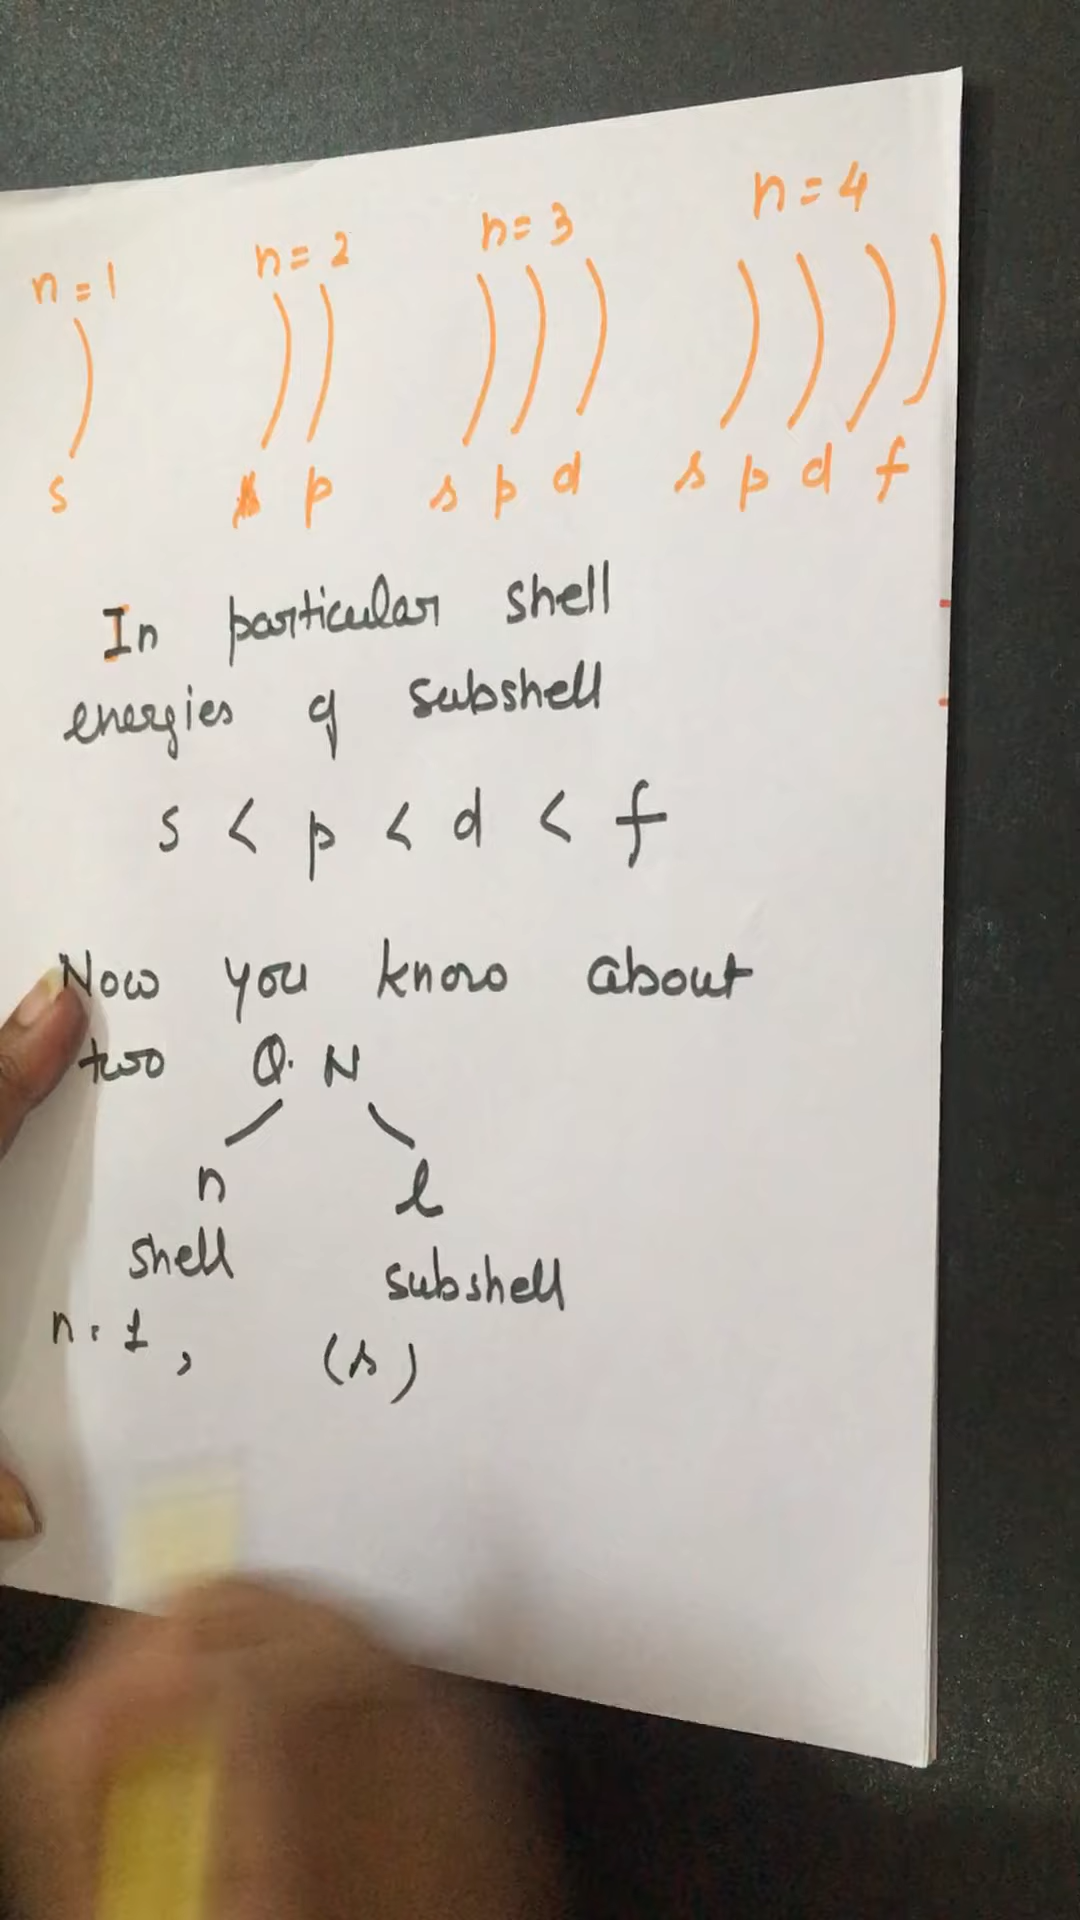 n=1 n=2 n=3 n=4
s s p s p d s p d f
In particular shell
energies of subshell
s < p < d < f
Now you know about
two Q.N
n l
shell subshell
n=1, (s)